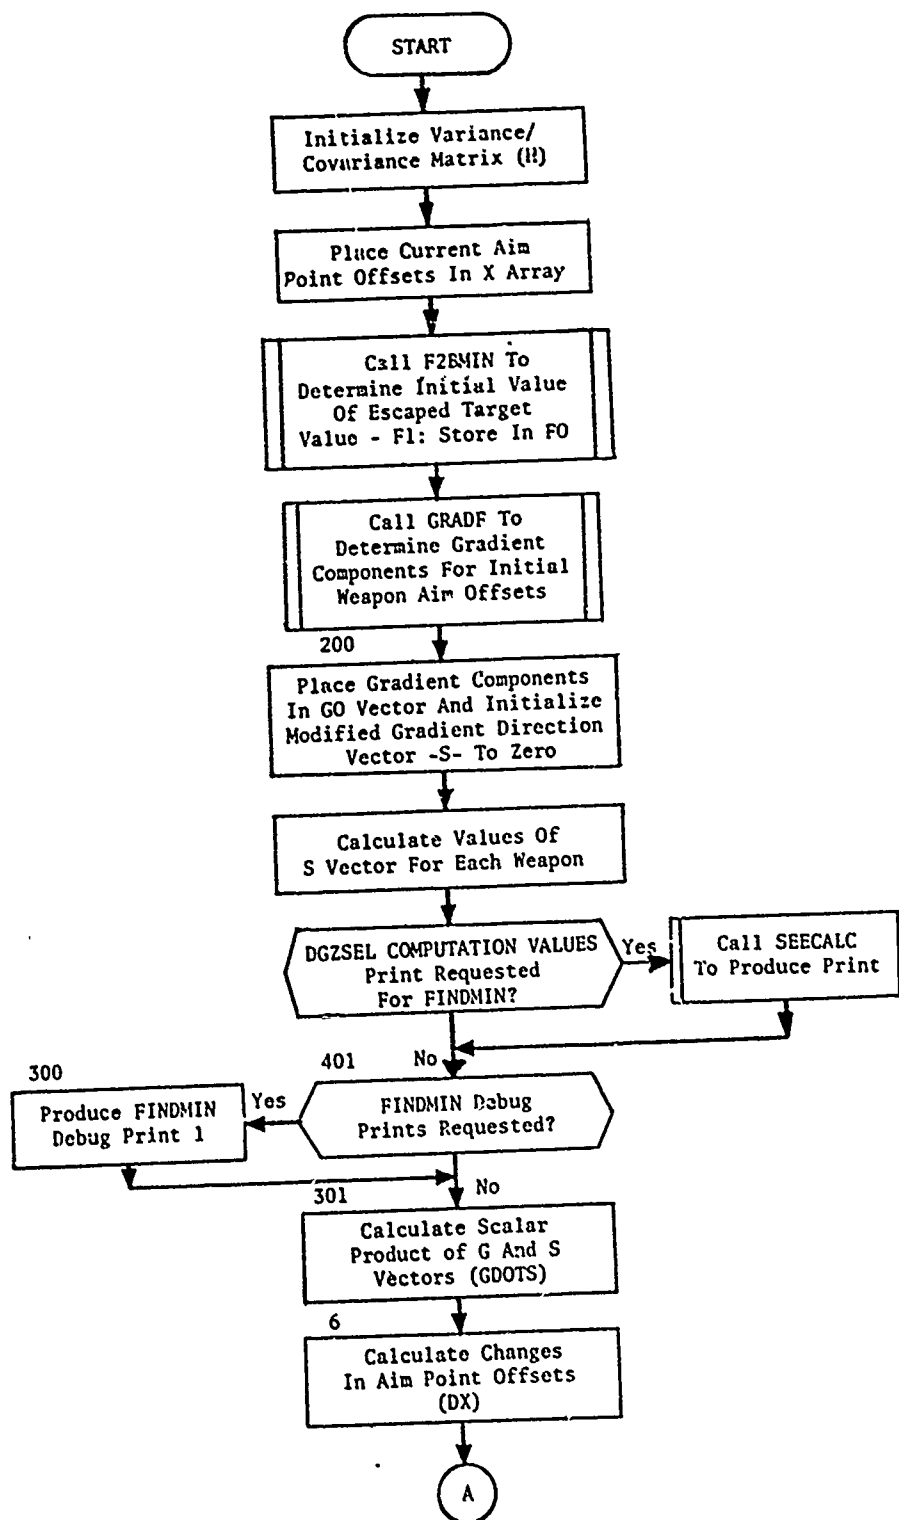 START
Initialize Variance/
Covariance Matrix (H)
Place Current Aim
Point Offsets In X Array
Call F2BMIN To
Determine Initial Value
Of Escaped Target
Value - F1: Store In FO
Call GRADF To
Determine Gradient
Components For Initial
Weapon Aim Offsets
200
Place Gradient Components
In GO Vector And Initialize
Modified Gradient Direction
Vector -S- To Zero
Calculate Values Of
S Vector For Each Weapon
DGZSEL COMPUTATION VALUES
Print Requested
For FINDMIN?
Yes
Call SEECALC
To Produce Print
No
401
FINDMIN Debug
Prints Requested?
Yes
300
Produce FINDMIN
Debug Print 1
No
301
Calculate Scalar
Product of G And S
Vectors (GDOTS)
6
Calculate Changes
In Aim Point Offsets
(DX)
A